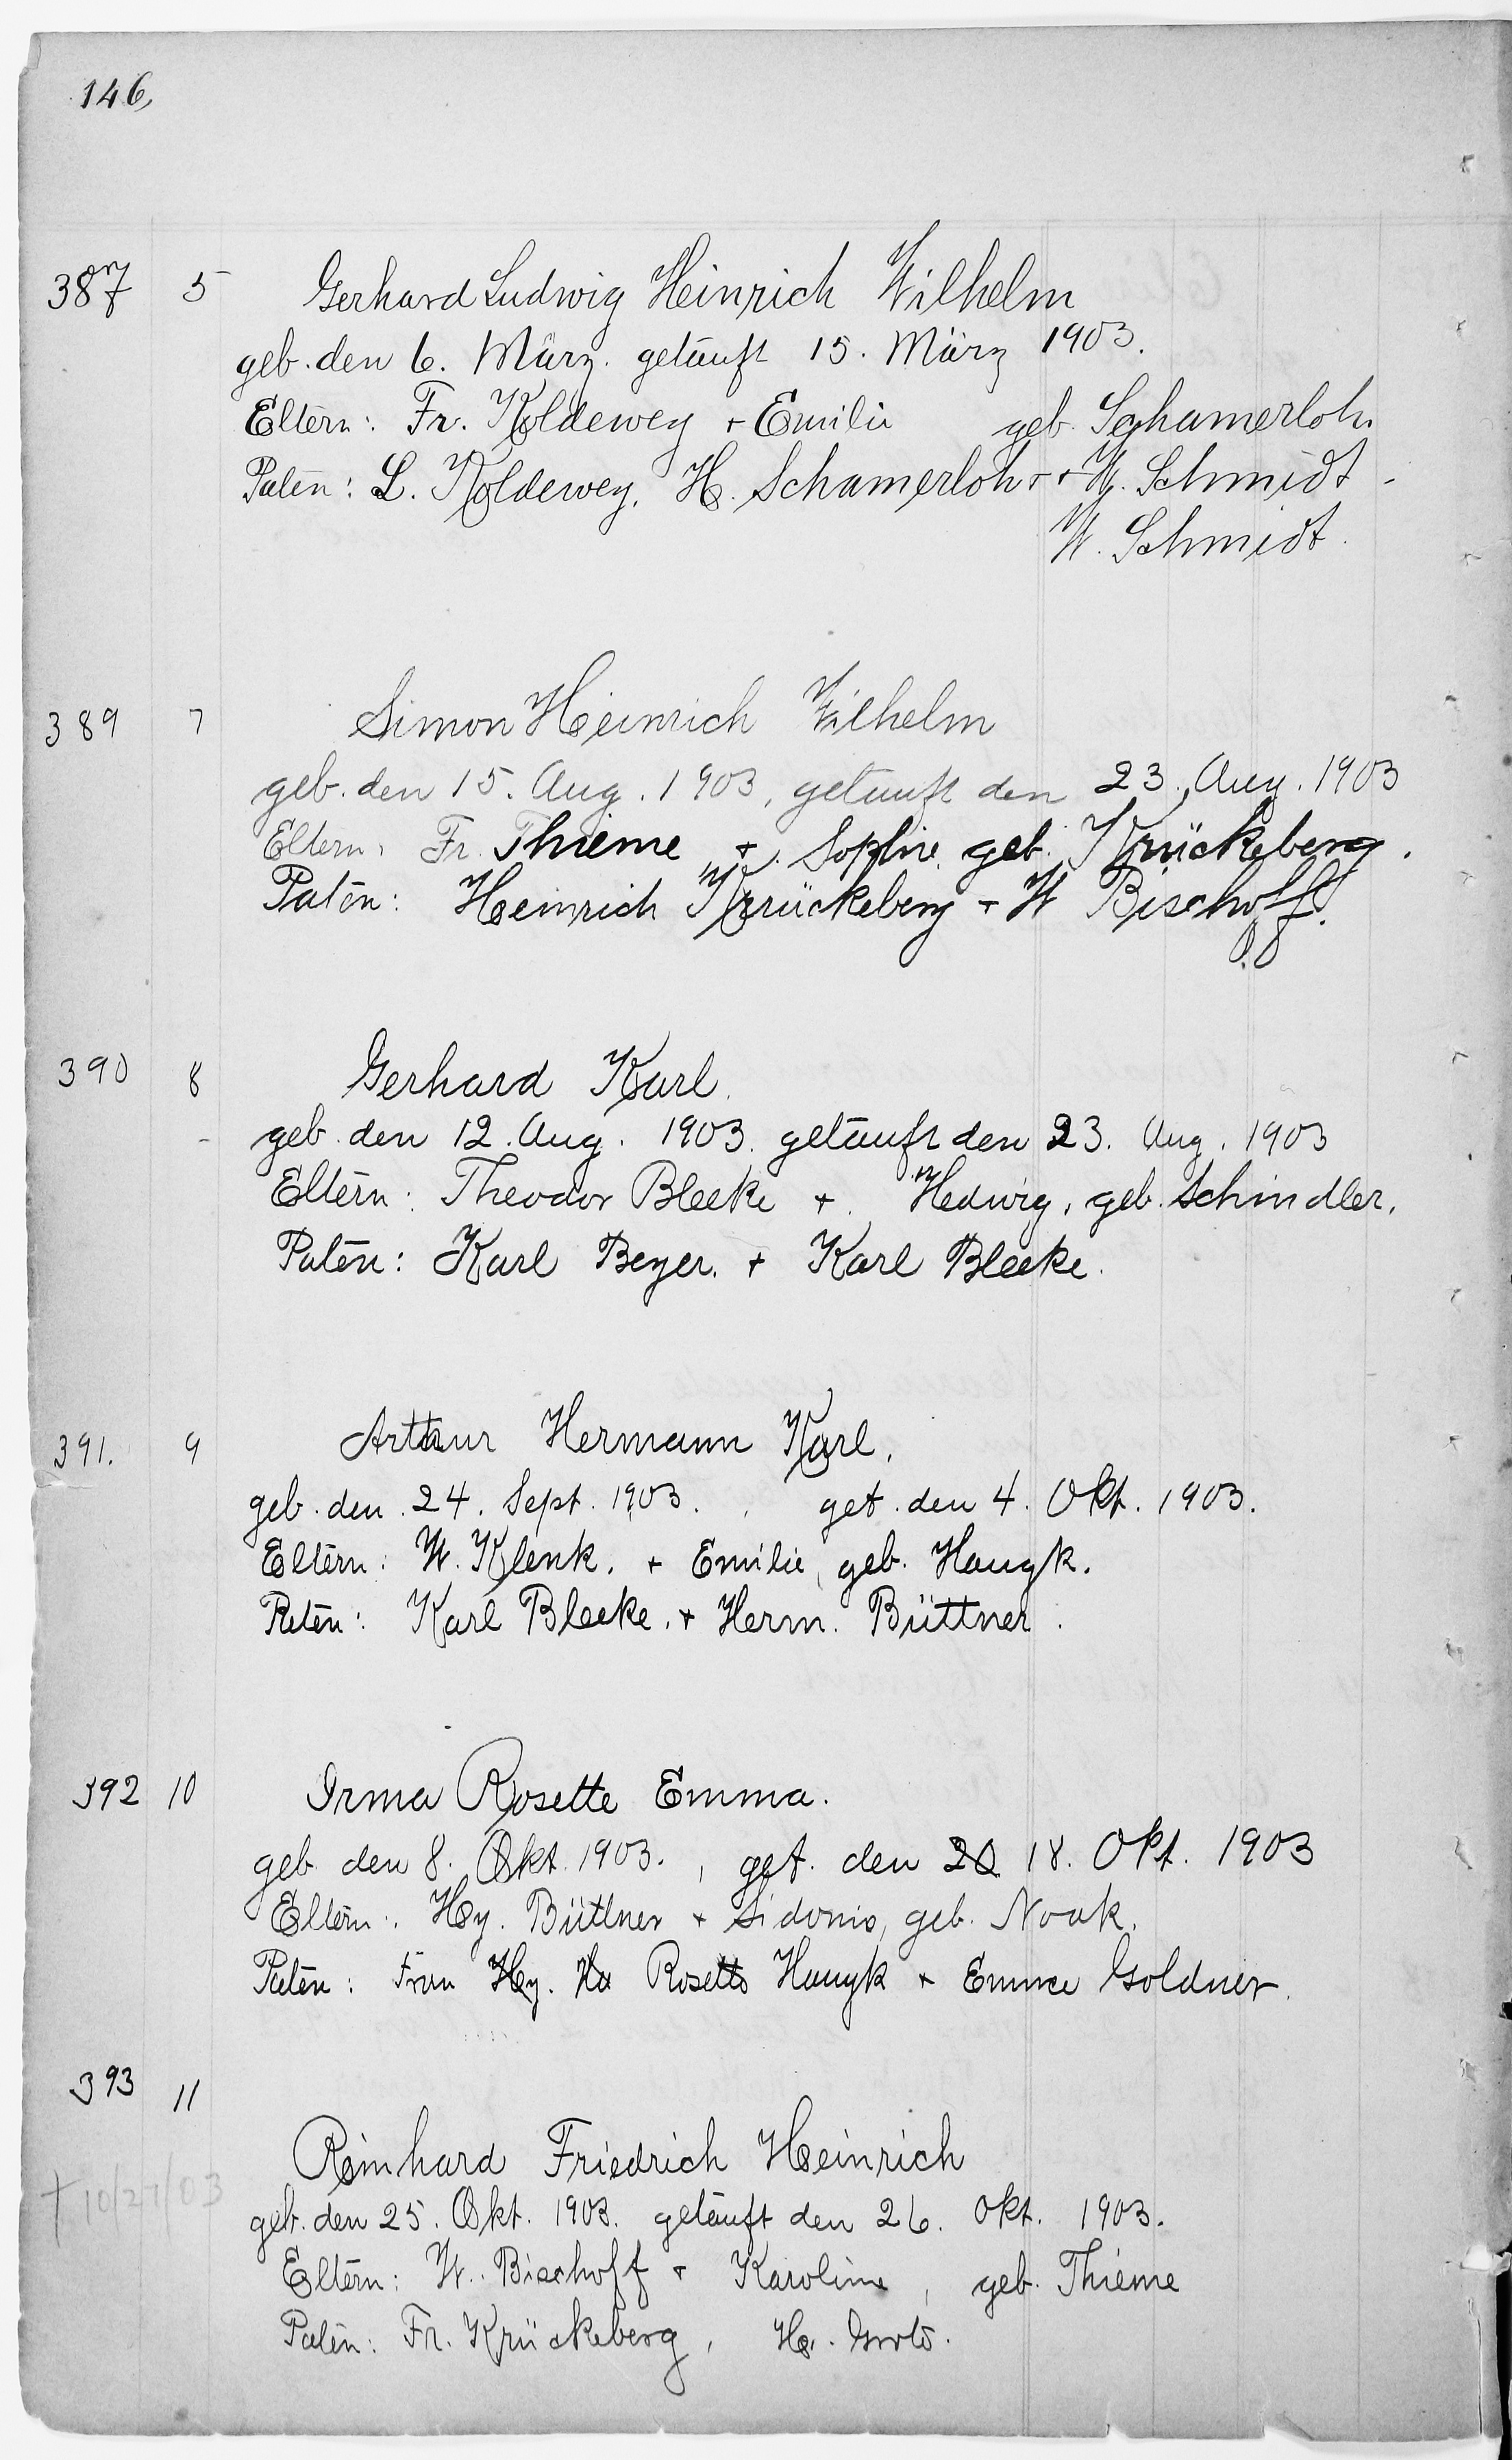 146,
387 5 Gerhard Ludwig Heinrich Wilhelm
geb. den 6. März. getauft 15. März 1903.
Eltern: Fr. Koldewey + Emilie geb. Schamerloh
Paten: L. Koldewey, H. Schamerloh + W. Schmidt
W. Schmidt.
389 7 Simon Heinrich Wilhelm
geb. den 15. Aug. 1903, getauft den 23. Aug. 1903
Eltern: Fr. Thieme + Sophie geb. Krückeberg.
Paten: Heinrich Krückeberg + W Bischoff.
390 8 Gerhard Karl.
geb. den 12. Aug. 1903. getauft den 23. Aug. 1903
Eltern: Theodor Bleeke + Hedwig, geb. Schindler.
Paten: Karl Beyer. + Karl Bleeke.
391. 9 Arthur Hermann Karl.
geb. den 24. Sept. 1903. get. den 4. Okt. 1903.
Eltern: W. Klenk. + Emilie, geb. Haugk.
Paten: Karl Bleeke. + Herm. Büttner.
392 10 Irma Rosette Emma.
geb. den 8. Okt. 1903., get. den 20 18. Okt. 1903
Eltern: Hy. Büttner + Sidonie, geb. Noak.
Paten: Frau Hy. Ha Rosette Haugk + Emma Goldner.
393 11
Reinhard Friedrich Heinrich
† 10/27/03
geb. den 25. Okt. 1903. getauft den 26. Okt. 1903.
Eltern: W. Bischoff + Karoline, geb. Thieme
Paten: Fr. Krückeberg, H. Grote.